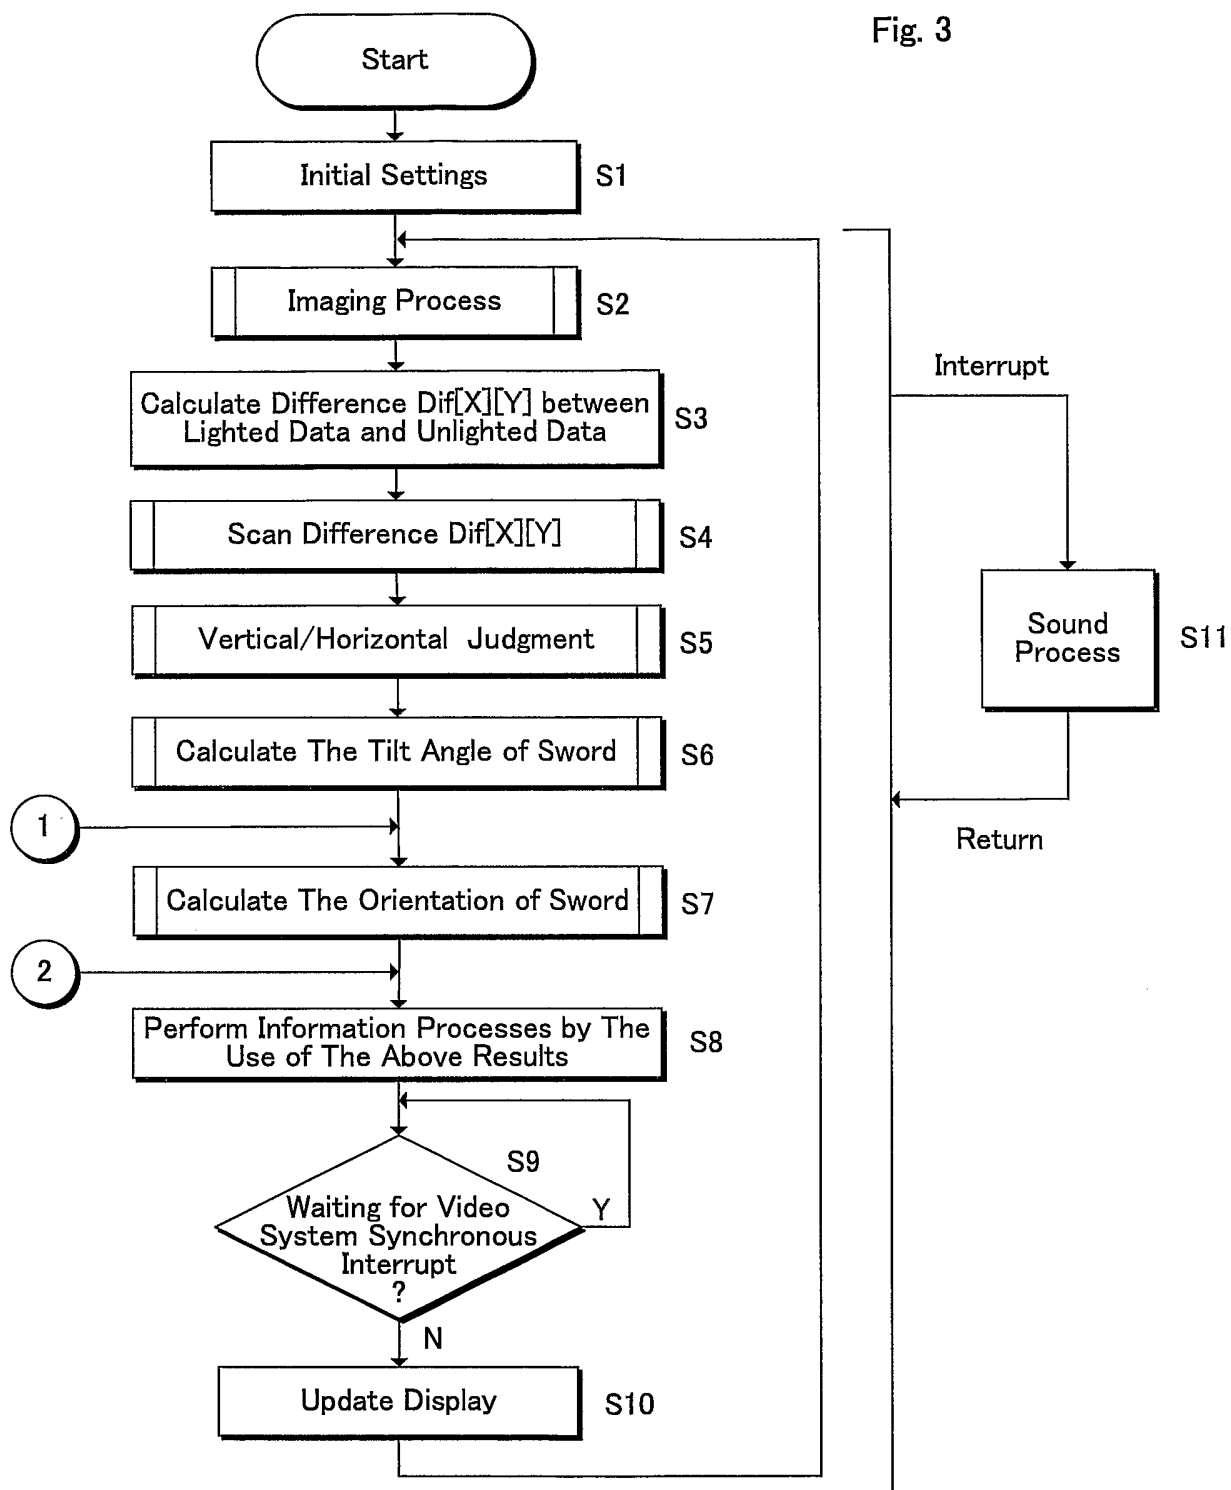 Fig. 3
Start
Initial Settings
S1
Imaging Process
S2
Calculate Difference Dif[X][Y] between
Lighted Data and Unlighted Data
S3
Scan Difference Dif[X][Y]
S4
Vertical/Horizontal Judgment
S5
Calculate The Tilt Angle of Sword
S6
1
Calculate The Orientation of Sword
S7
2
Perform Information Processes by The
Use of The Above Results
S8
S9
Waiting for Video
System Synchronous
Interrupt
?
Y
N
Update Display
S10
Interrupt
Sound
Process
S11
Return